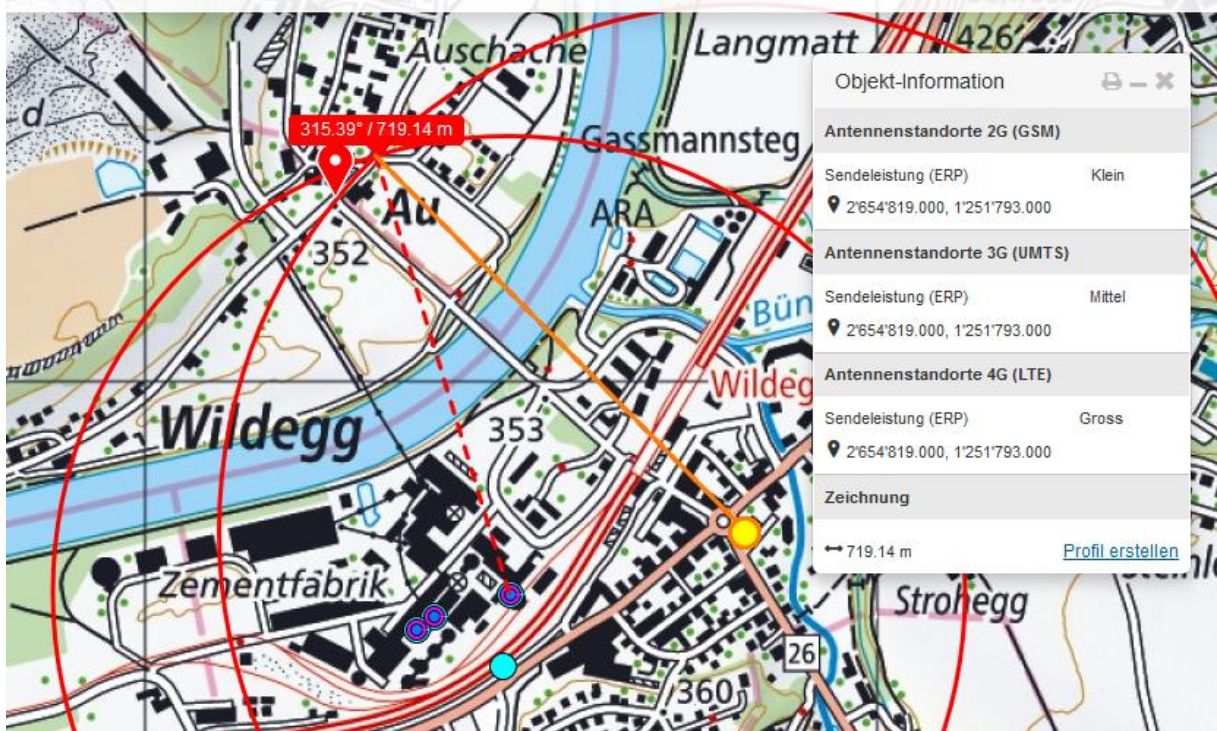 Auschache
Langmatt
426
d
315.39° / 719.14 m
Gassmannsteg
Au
ARA
352
Bün
Wildegg
Wildegg
353
Zementfabrik
Strohegg
26
360
Objekt-Information
Antennenstandorte 2G (GSM)
Sendeleistung (ERP) Klein
2'654'819.000, 1'251'793.000
Antennenstandorte 3G (UMTS)
Sendeleistung (ERP) Mittel
2'654'819.000, 1'251'793.000
Antennenstandorte 4G (LTE)
Sendeleistung (ERP) Gross
2'654'819.000, 1'251'793.000
Zeichnung
719.14 m Profil erstellen